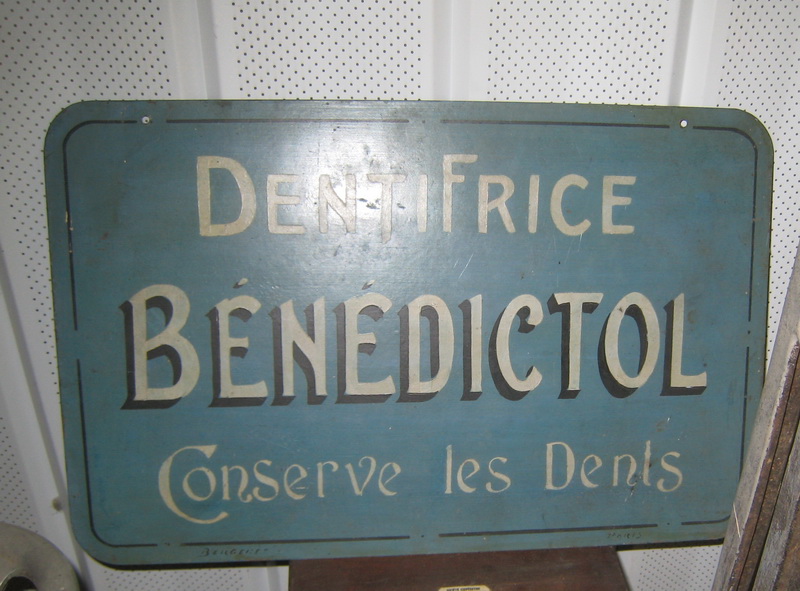 DENTIFRICE
BÉNÉDICTOL
Conserve les Dents